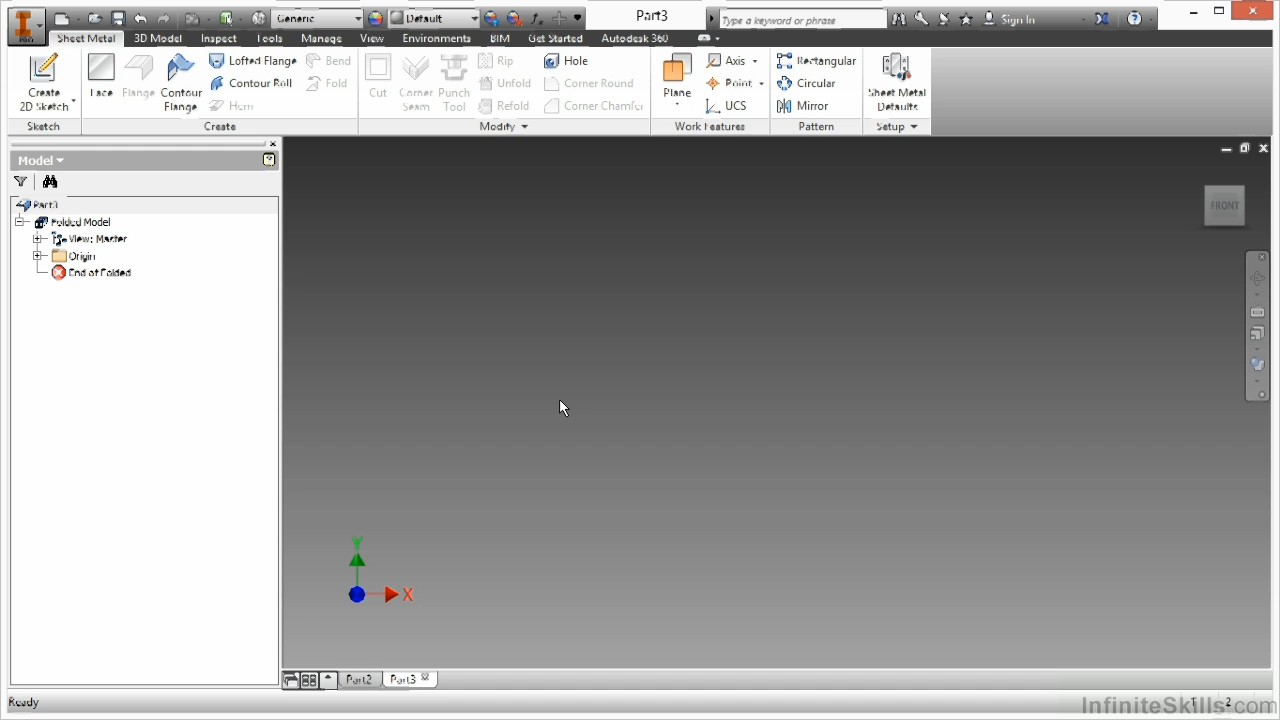 Generic
Default
Part3
Type a keyword or phrase
Sign In
Sheet Metal 3D Model Inspect Tools Manage View Environments BIM Get Started Autodesk 360
Create
2D Sketch
Face
Flange
Contour
Flange
Lofted Flange
Contour Roll
Hem
Bend
Fold
Cut
Corner
Seam
Punch
Tool
Rip
Unfold
Refold
Hole
Corner Round
Corner Chamfer
Plane
Axis
Point
UCS
Rectangular
Circular
Mirror
Sheet Metal
Defaults
Sketch Create Modify Work Features Pattern Setup
Model
Part3
Folded Model
View: Master
Origin
End of Folded
FRONT
Y
X
Part2 Part3
Ready
1 2
InfiniteSkills.com